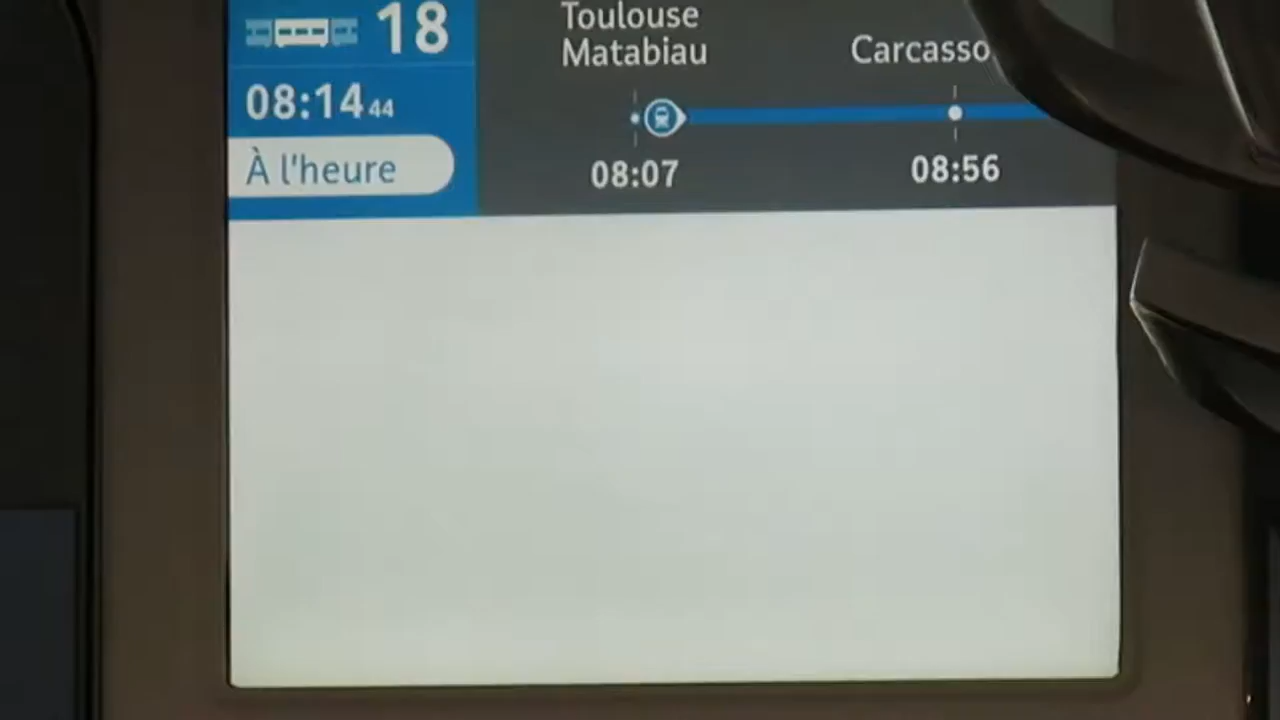 18
08:14 44
À l'heure
Toulouse
Matabiau
08:07
08:56